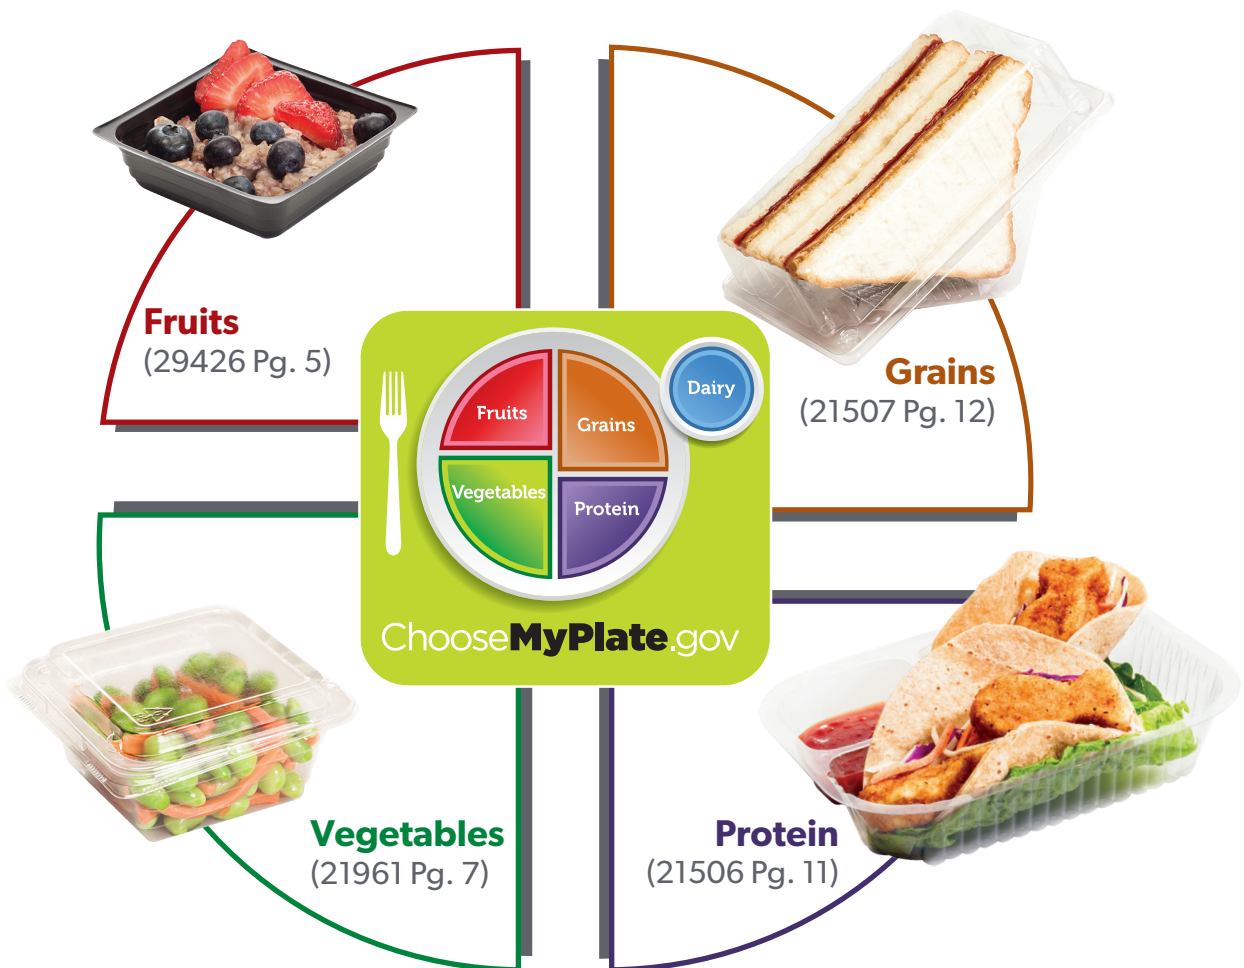 Fruits
(29426 Pg. 5)
Grains
(21507 Pg. 12)
Fruits
Grains
Dairy
Vegetables
Protein
ChooseMyPlate.gov
Vegetables
(21961 Pg. 7)
Protein
(21506 Pg. 11)